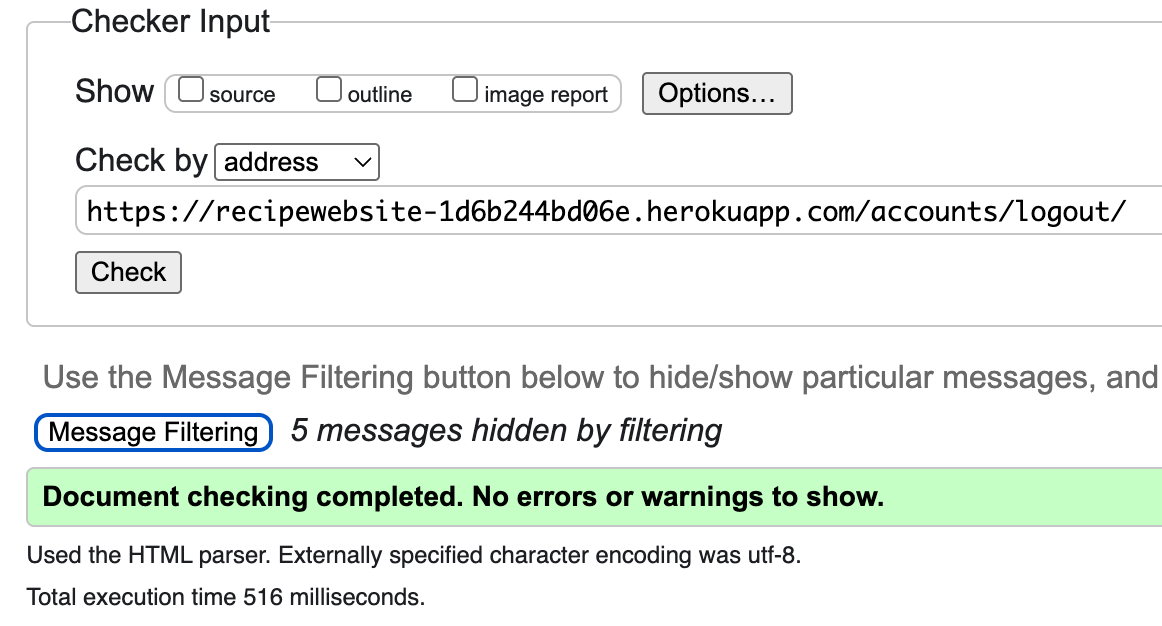 Checker Input
Show source outline image report Options...
Check by address
https://recipewebsite-1d6b244bd06e.herokuapp.com/accounts/logout/
Check
Use the Message Filtering button below to hide/show particular messages, and
Message Filtering 5 messages hidden by filtering
Document checking completed. No errors or warnings to show.
Used the HTML parser. Externally specified character encoding was utf-8.
Total execution time 516 milliseconds.